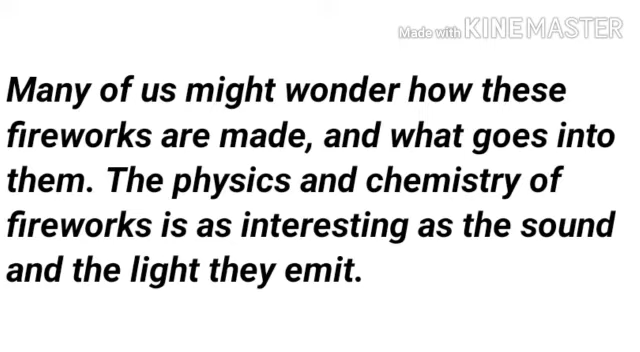 Made with KINEMASTER
Many of us might wonder how these
fireworks are made, and what goes into
them. The physics and chemistry of
fireworks is as interesting as the sound
and the light they emit.